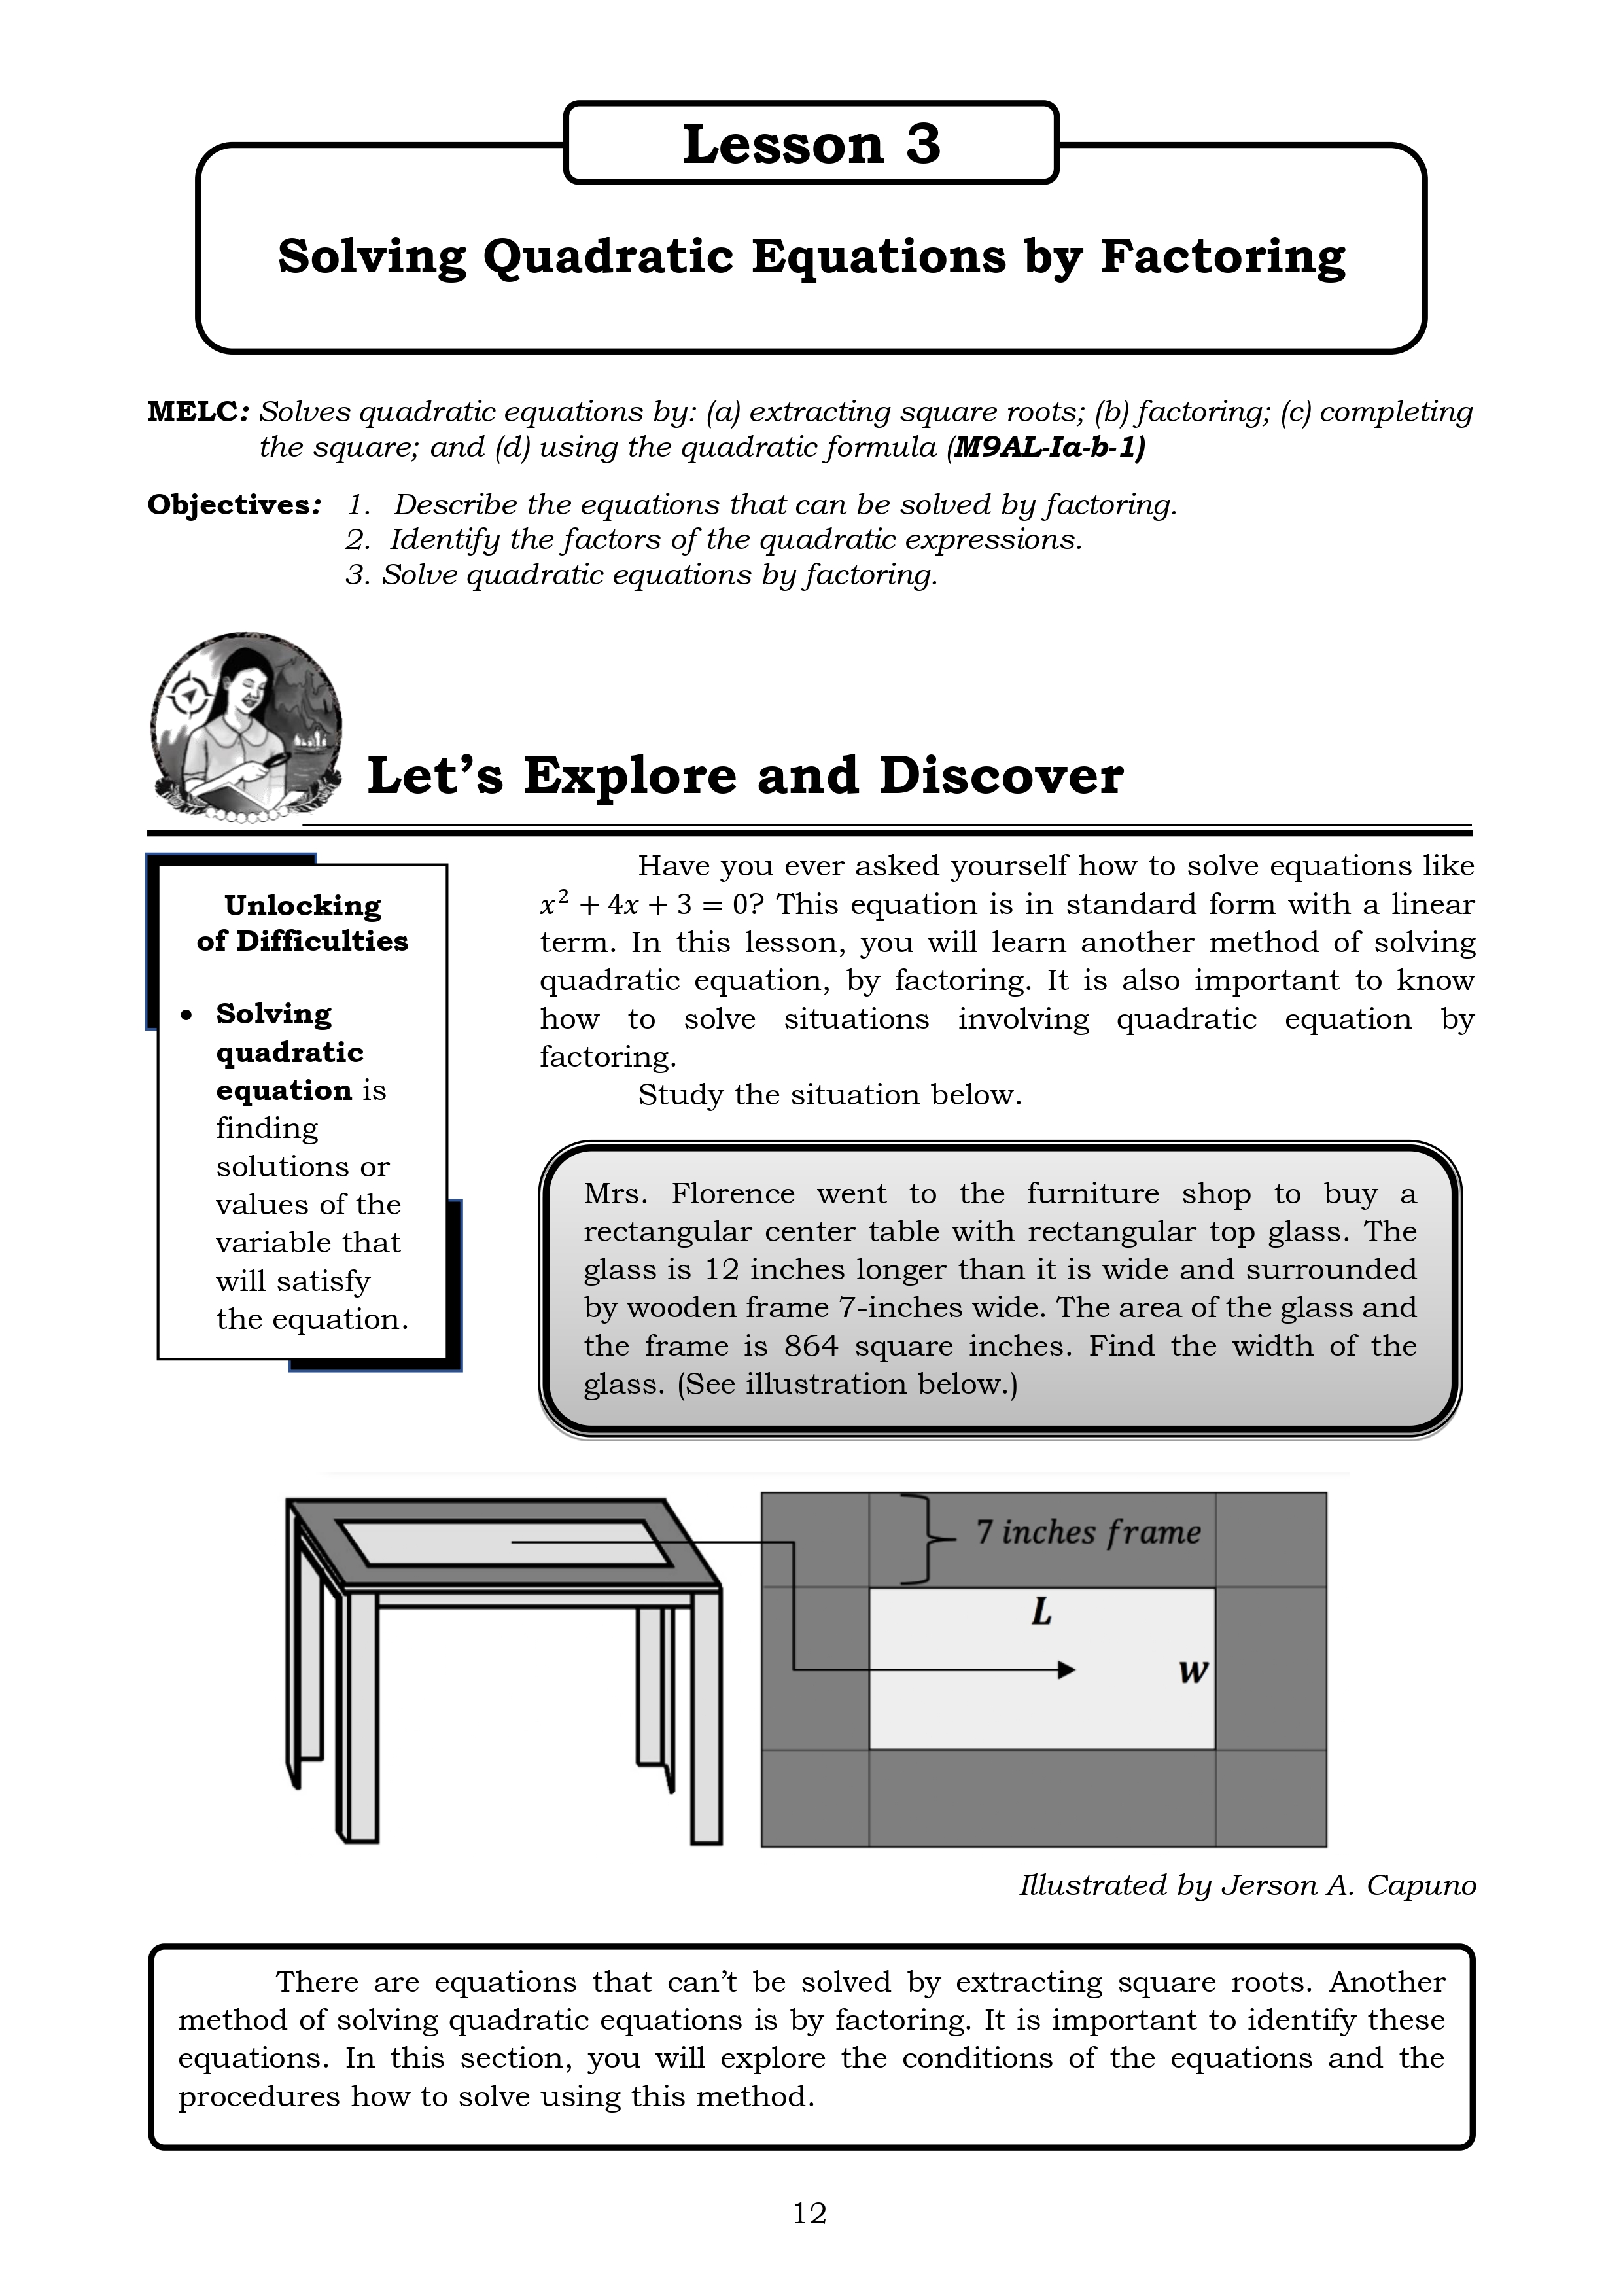 Lesson 3
Solving Quadratic Equations by Factoring
MELC: Solves quadratic equations by: (a) extracting square roots; (b) factoring; (c) completing
the square; and (d) using the quadratic formula (M9AL-Ia-b-1)
Objectives: 1. Describe the equations that can be solved by factoring.
2. Identify the factors of the quadratic expressions.
3. Solve quadratic equations by factoring.
Let's Explore and Discover
Unlocking
of Difficulties
• Solving
quadratic
equation is
finding
solutions or
values of the
variable that
will satisfy
the equation.
Have you ever asked yourself how to solve equations like
x² + 4x + 3 = 0? This equation is in standard form with a linear
term. In this lesson, you will learn another method of solving
quadratic equation, by factoring. It is also important to know
how to solve situations involving quadratic equation by
factoring.
Study the situation below.
Mrs. Florence went to the furniture shop to buy a
rectangular center table with rectangular top glass. The
glass is 12 inches longer than it is wide and surrounded
by wooden frame 7-inches wide. The area of the glass and
the frame is 864 square inches. Find the width of the
glass. (See illustration below.)
7 inches frame
L
w
Illustrated by Jerson A. Capuno
There are equations that can't be solved by extracting square roots. Another
method of solving quadratic equations is by factoring. It is important to identify these
equations. In this section, you will explore the conditions of the equations and the
procedures how to solve using this method.
12